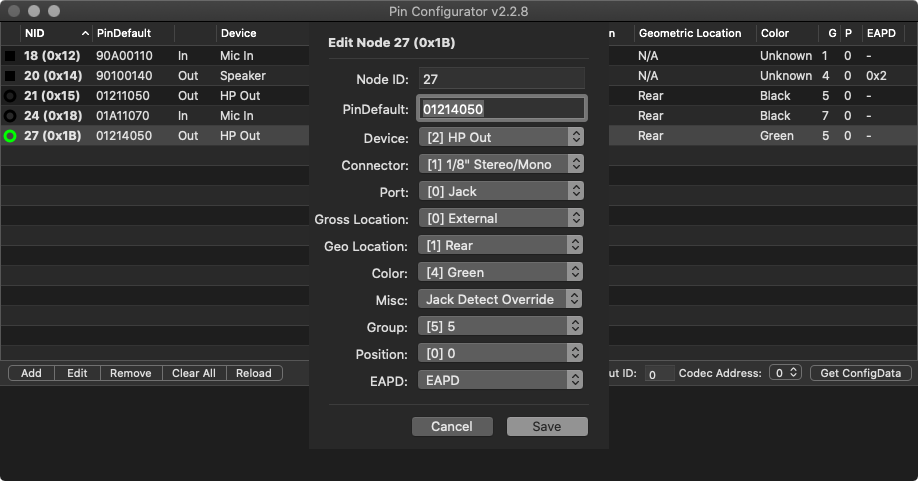 Pin Configurator v2.2.8
NID PinDefault Device n Geometric Location Color G P EAPD
18 (0x12) 90A00110 In Mic In N/A Unknown 1 0 -
20 (0x14) 90100140 Out Speaker N/A Unknown 4 0 0x2
21 (0x15) 01211050 Out HP Out Rear Black 5 0 -
24 (0x18) 01A11070 In Mic In Rear Black 7 0 -
27 (0x1B) 01214050 Out HP Out Rear Green 5 0 -
Edit Node 27 (0x1B)
Node ID: 27
PinDefault: 01214050
Device: [2] HP Out
Connector: [1] 1/8" Stereo/Mono
Port: [0] Jack
Gross Location: [0] External
Geo Location: [1] Rear
Color: [4] Green
Misc: Jack Detect Override
Group: [5] 5
Position: [0] 0
EAPD: EAPD
Cancel Save
Add Edit Remove Clear All Reload ut ID: 0 Codec Address: 0 Get ConfigData